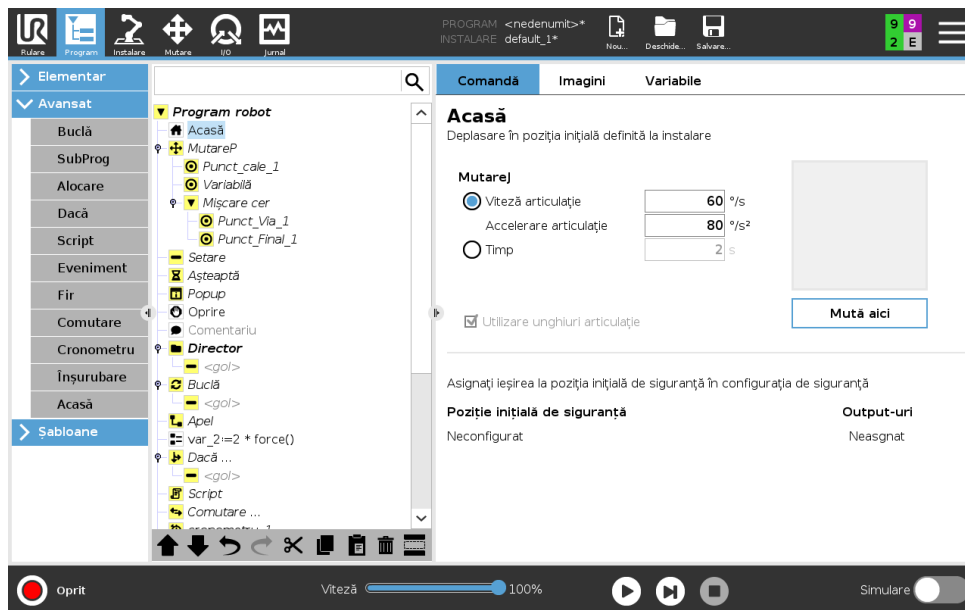 Rulare
Program
Instalare
Mutare
I/O
Jurnal
PROGRAM <nedenumit>*
INSTALARE default_1*
Nou...
Deschide...
Salvare...
9 9
2 E
Elementar
Avansat
Buclă
SubProg
Alocare
Dacă
Script
Eveniment
Fir
Comutare
Cronometru
Înșurubare
Acasă
Șabloane
Program robot
Acasă
MutareP
Punct_cale_1
Variabilă
Mișcare cer
Punct_Via_1
Punct_Final_1
Setare
Așteaptă
Popup
Oprire
Comentariu
Director
<gol>
Buclă
<gol>
Apel
var_2:=2 * force()
Dacă ...
<gol>
Script
Comutare ...
cronometru_1
Comandă
Imagini
Variabile
Acasă
Deplasare în poziția inițială definită la instalare
MutareJ
Viteză articulație 60 °/s
Accelerare articulație 80 °/s²
Timp 2 s
Utilizare unghiuri articulație
Mută aici
Asignați ieșirea la poziția inițială de siguranță în configurația de siguranță
Poziție inițială de siguranță Output-uri
Neconfigurat Neasgnat
Oprit
Viteză 100%
Simulare